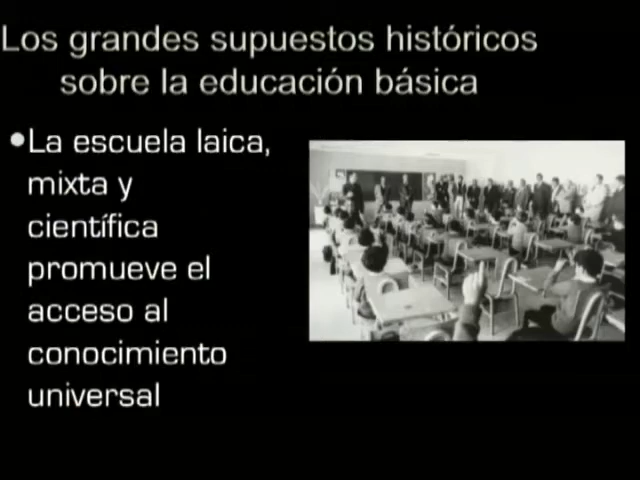 Los grandes supuestos históricos
sobre la educación básica
•La escuela laica,
mixta y
científica
promueve el
acceso al
conocimiento
universal